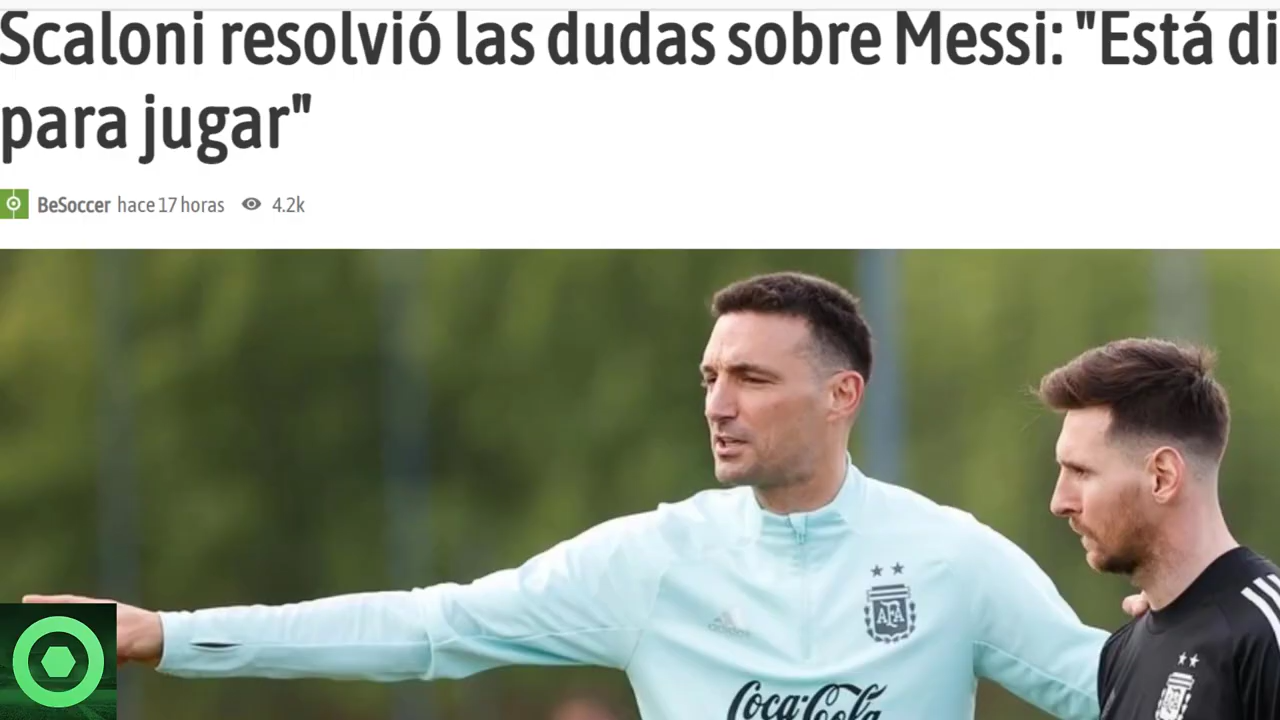 Scaloni resolvió las dudas sobre Messi: "Está di
para jugar"
BeSoccer hace 17 horas 4.2k
adidas
AFA
Coca-Cola
AFA